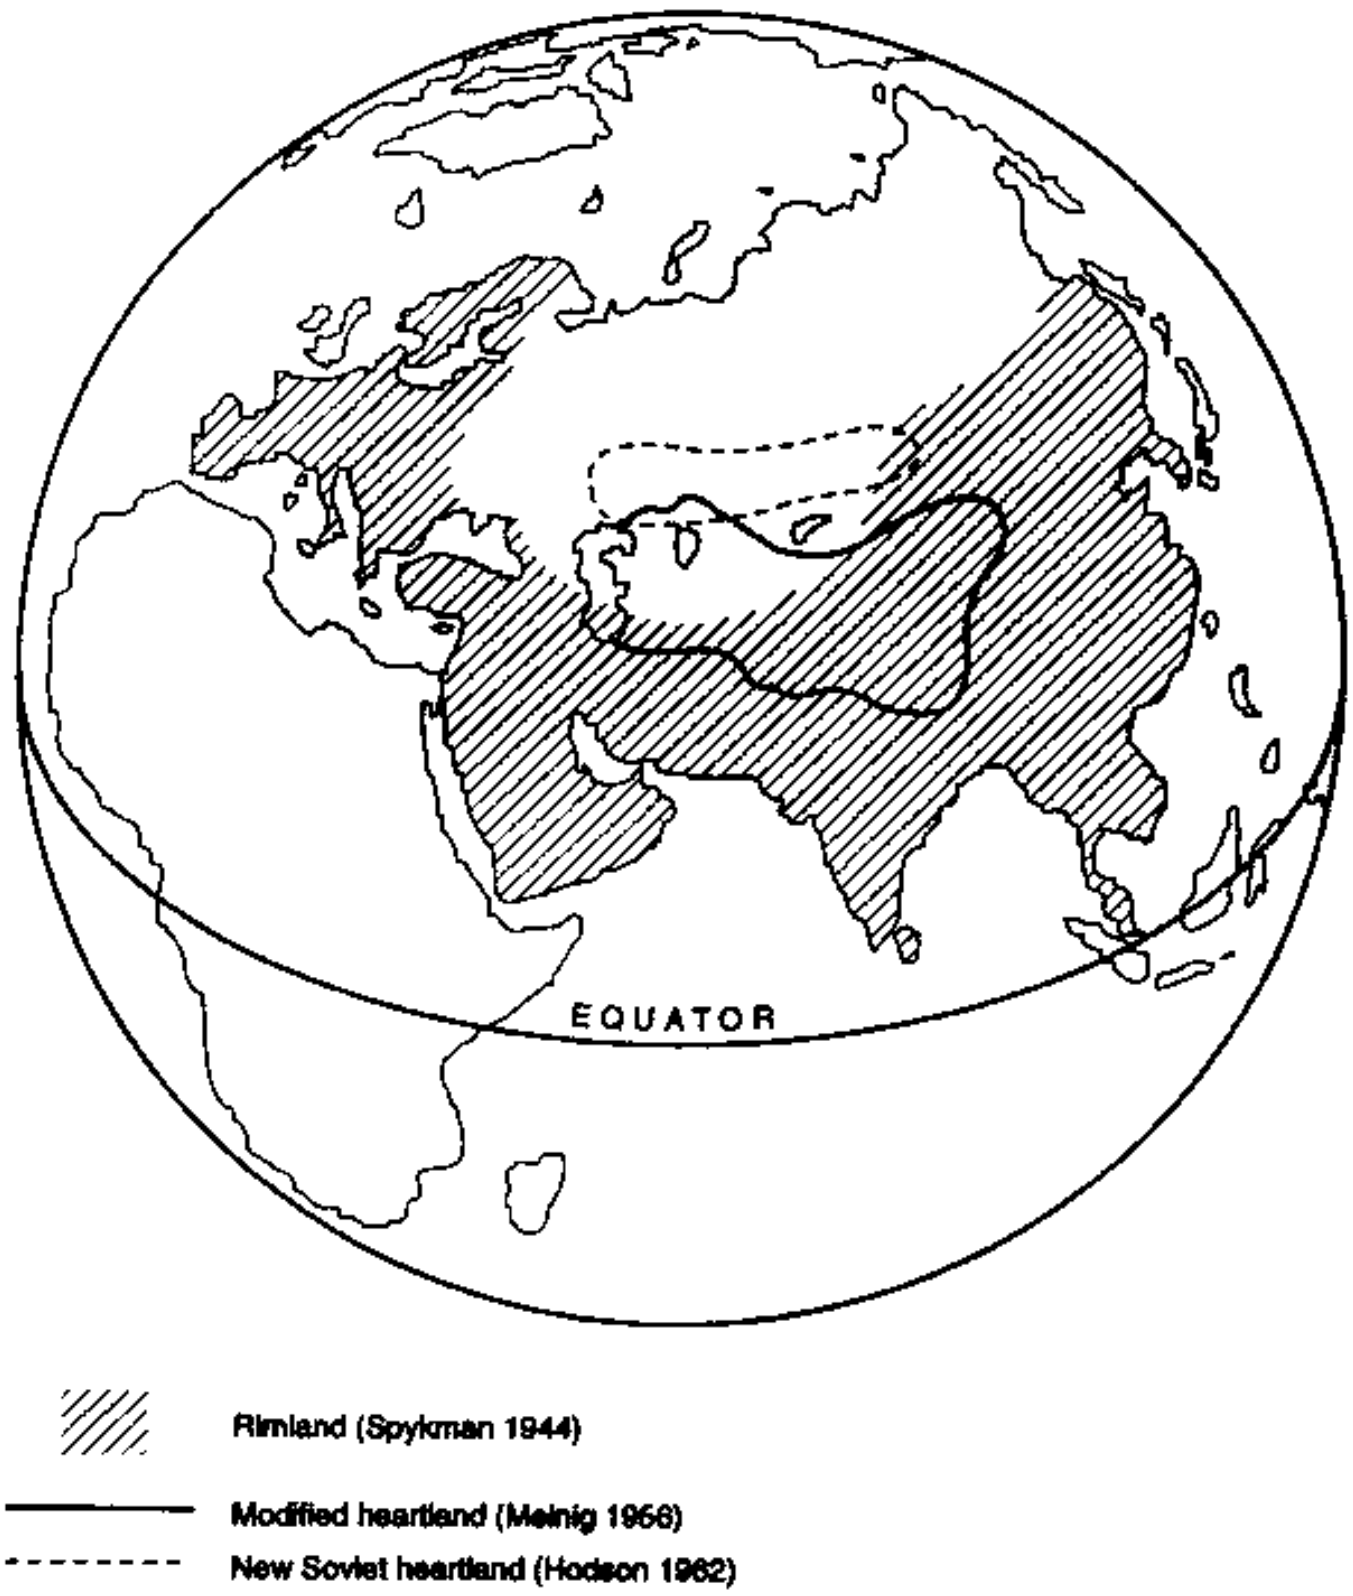 EQUATOR
Rimland (Spykman 1944)
Modified heartland (Meinig 1956)
New Soviet heartland (Hodson 1962)